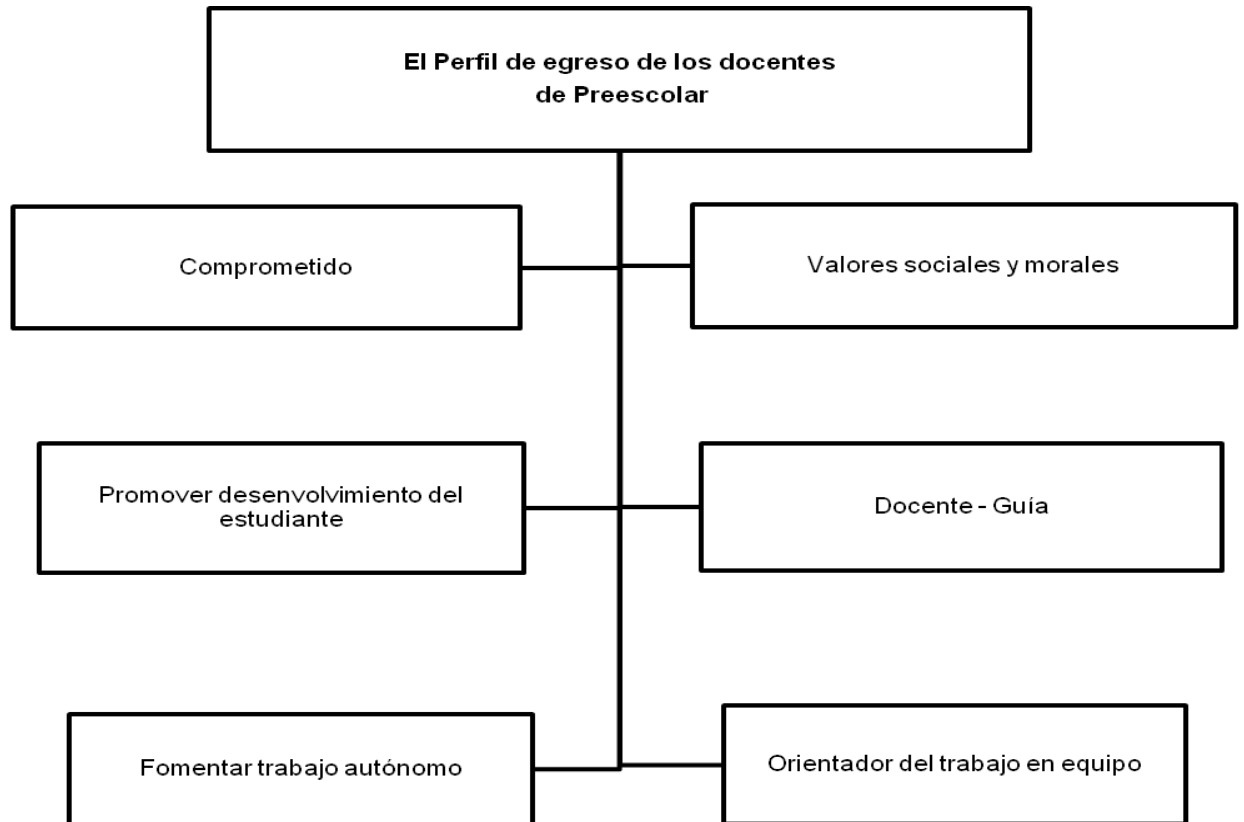 El Perfil de egreso de los docentes
de Preescolar
Comprometido
Valores sociales y morales
Promover desenvolvimiento del
estudiante
Docente - Guía
Fomentar trabajo autónomo
Orientador del trabajo en equipo